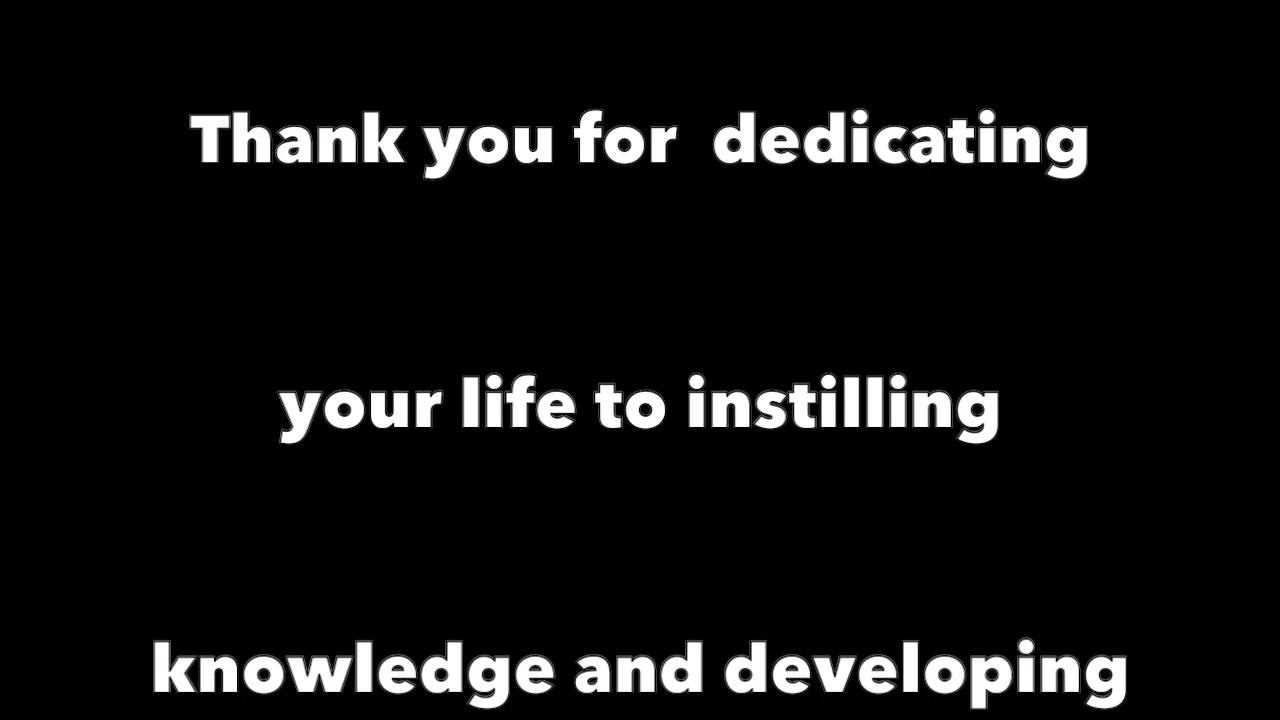 Thank you for  dedicating
your life to instilling
knowledge and developing